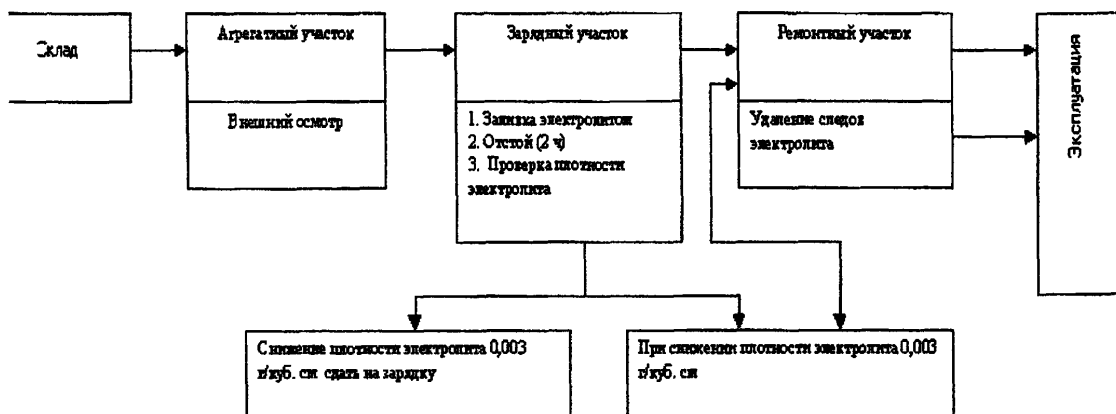 Склад
Агрегатный участок
Зарядный участок
Ремонтный участок
Эксплуатация
Внешний осмотр
1. Заливка электролитом
2. Отстой (2 ч)
3. Проверка плотности
электролита
Удаление следов
электролита
Снижение плотности электролита 0,003
г/куб. см сдать на зарядку
При снижении плотности электролита 0,003
г/куб. см